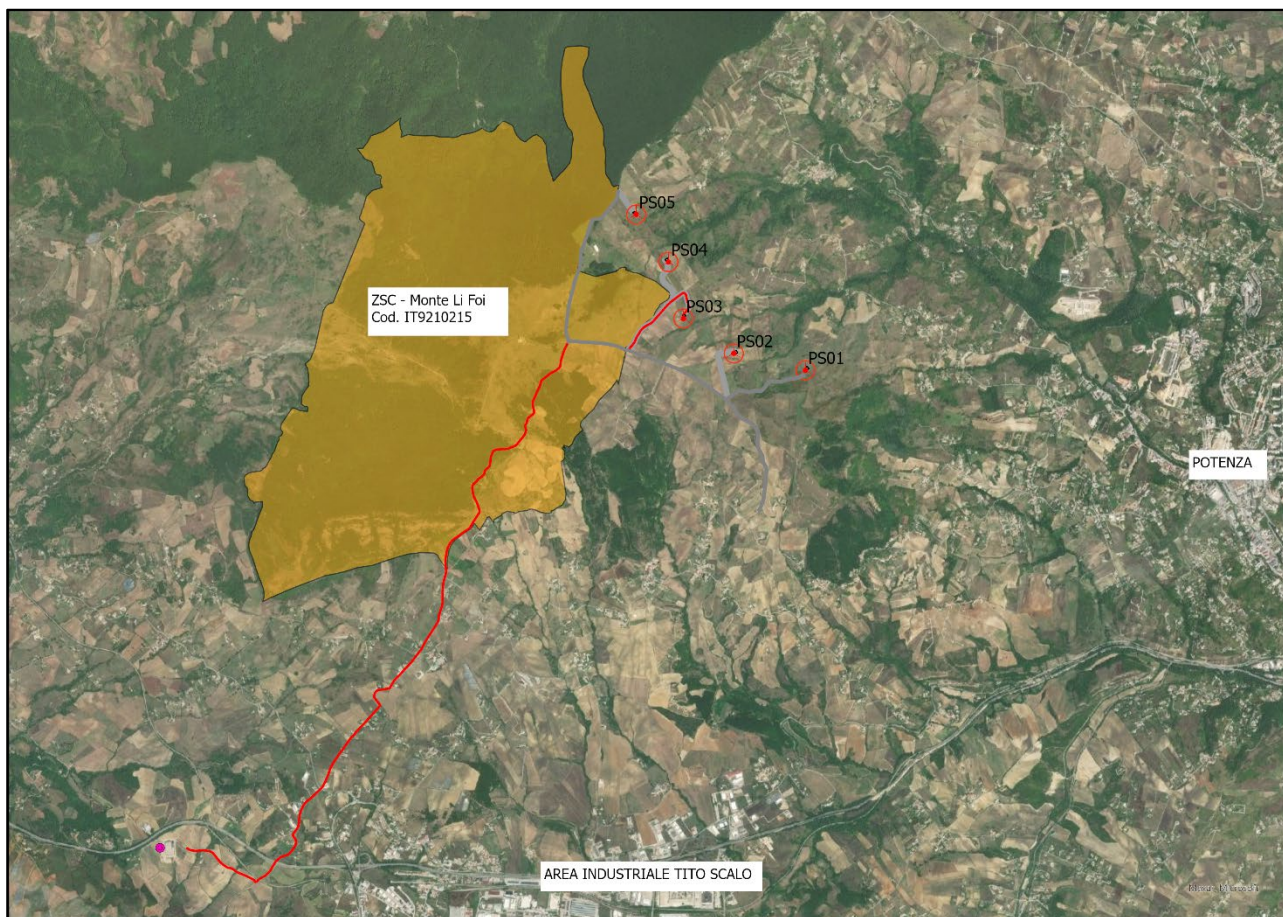 PS05
PS04
ZSC - Monte Li Foi
Cod. IT9210215
PS03
PS02
PS01
POTENZA
AREA INDUSTRIALE TITO SCALO